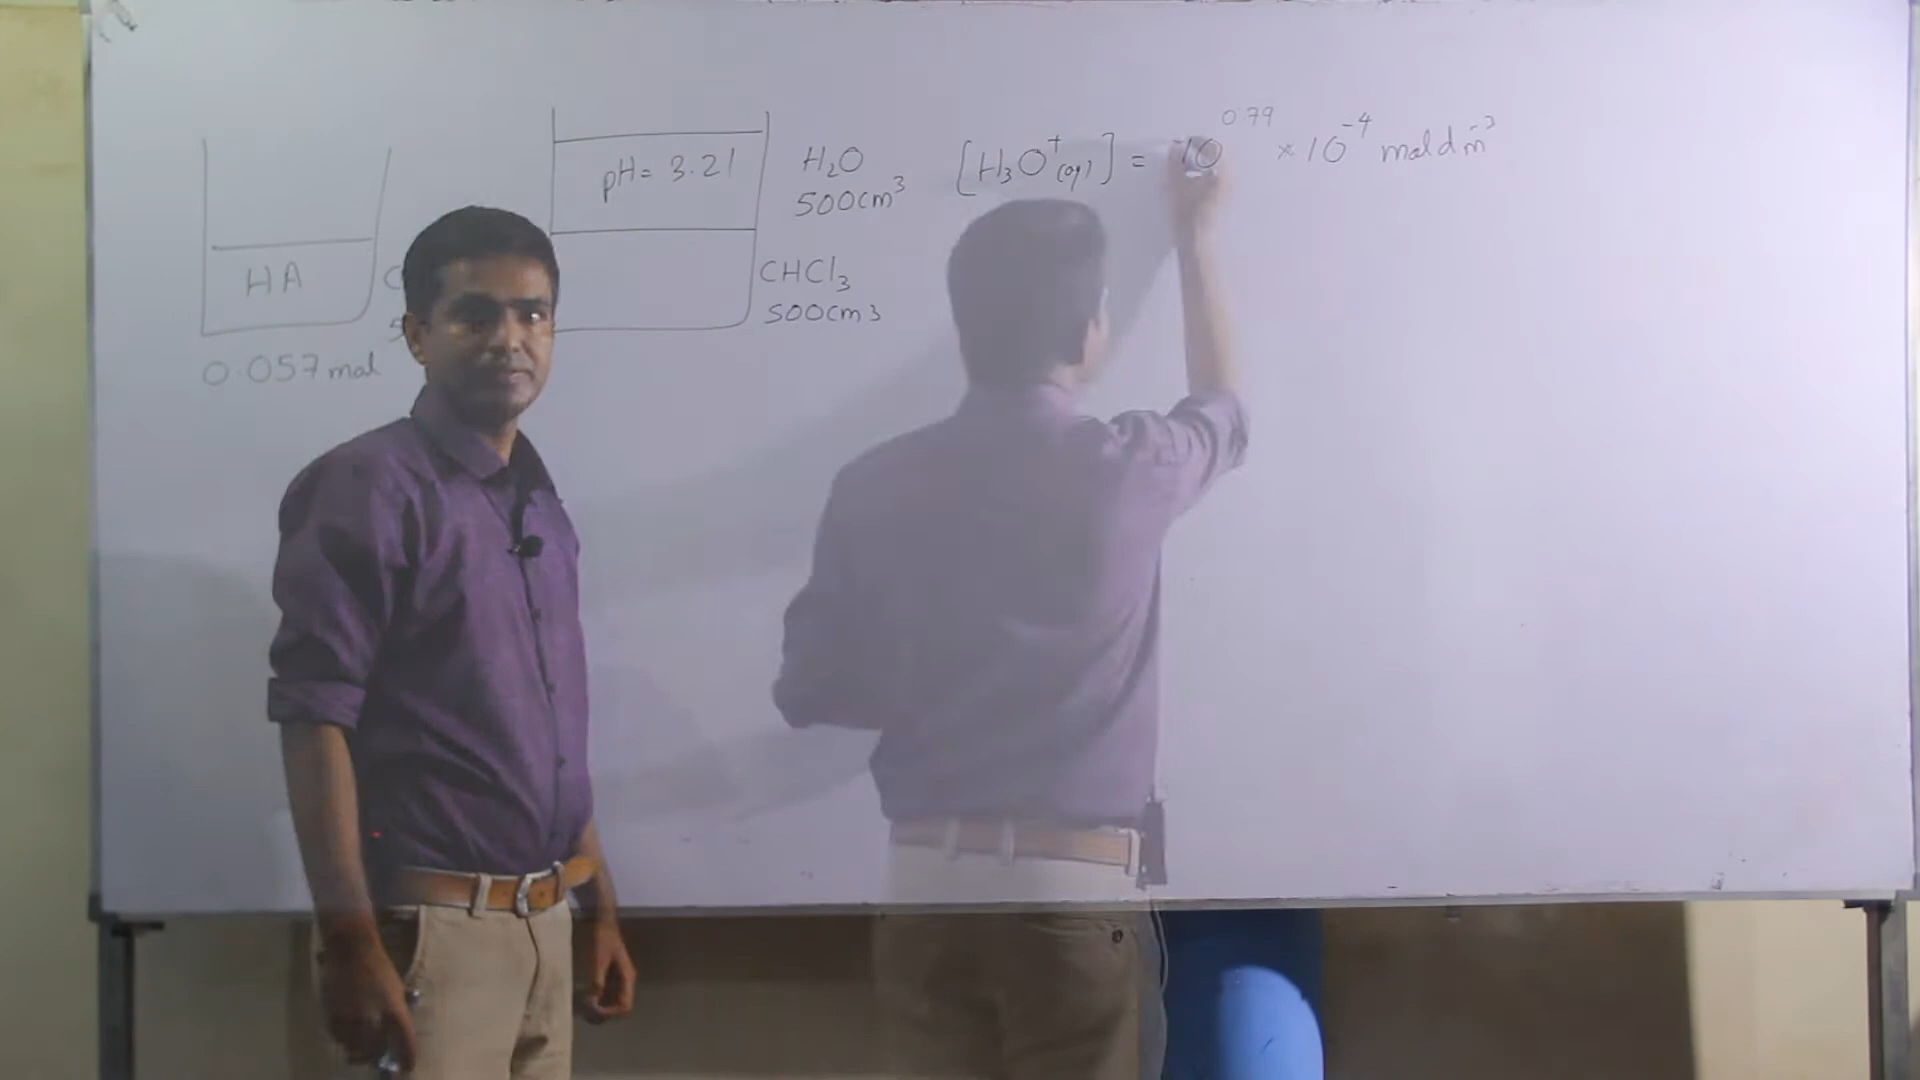 HA
0.057 mol
pH = 3.21
H₂O
500cm³
CHCl₃
500cm3
[H₃O⁺(aq)] = 10^0.79 × 10⁻⁴ mol dm⁻³